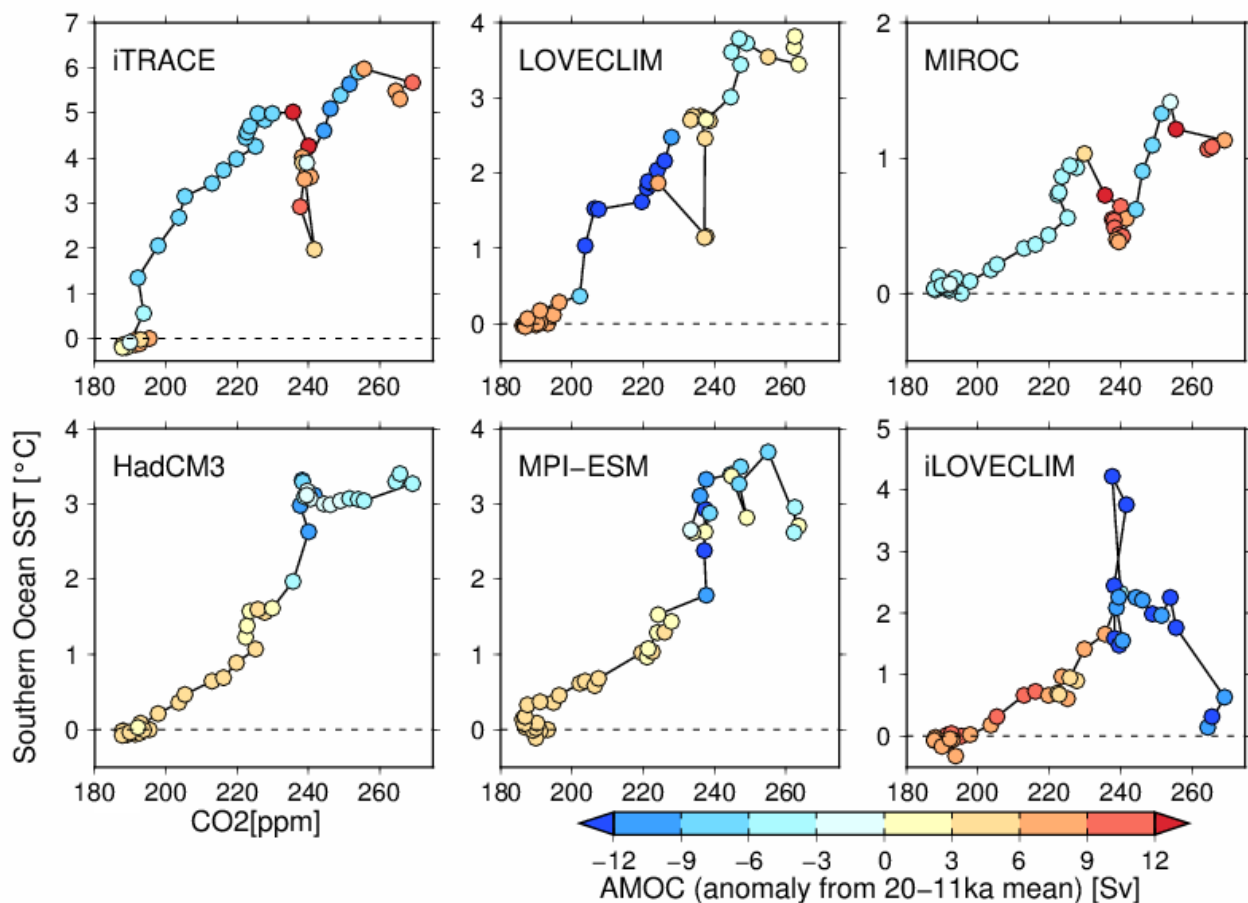 7
6
5
4
3
2
1
0
iTRACE
180 200 220 240 260
4
3
2
1
0
LOVECLIM
180 200 220 240 260
2
1
0
MIROC
180 200 220 240 260
Southern Ocean SST [°C]
4
3
2
1
0
HadCM3
180 200 220 240 260
CO2[ppm]
4
3
2
1
0
MPI−ESM
180 200 220 240 260
5
4
3
2
1
0
iLOVECLIM
180 200 220 240 260
−12 −9 −6 −3 0 3 6 9 12
AMOC (anomaly from 20−11ka mean) [Sv]